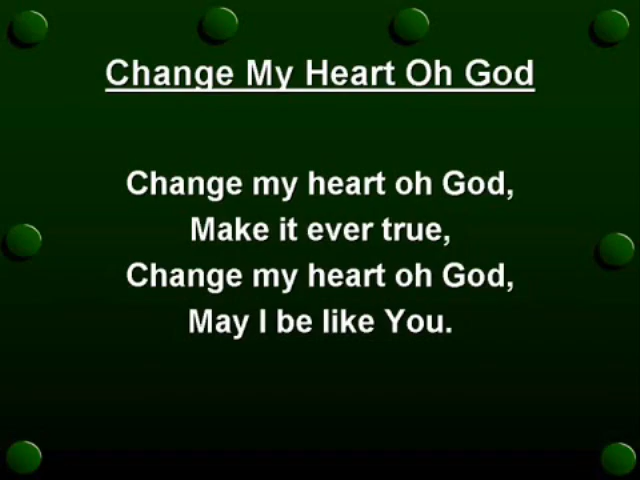 Change My Heart Oh God
Change my heart oh God,
Make it ever true,
Change my heart oh God,
May I be like You.